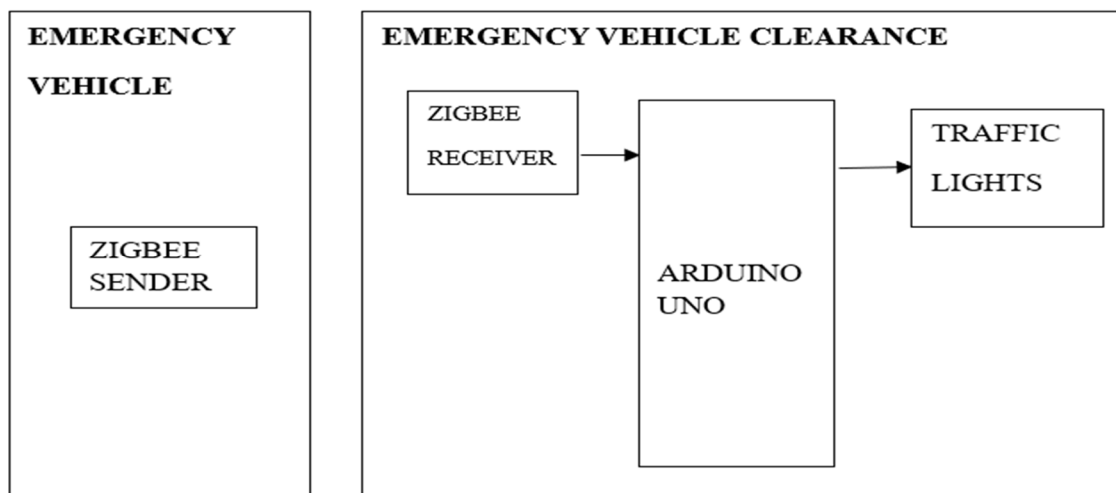 EMERGENCY
VEHICLE
ZIGBEE
SENDER
EMERGENCY VEHICLE CLEARANCE
ZIGBEE
RECEIVER
ARDUINO
UNO
TRAFFIC
LIGHTS